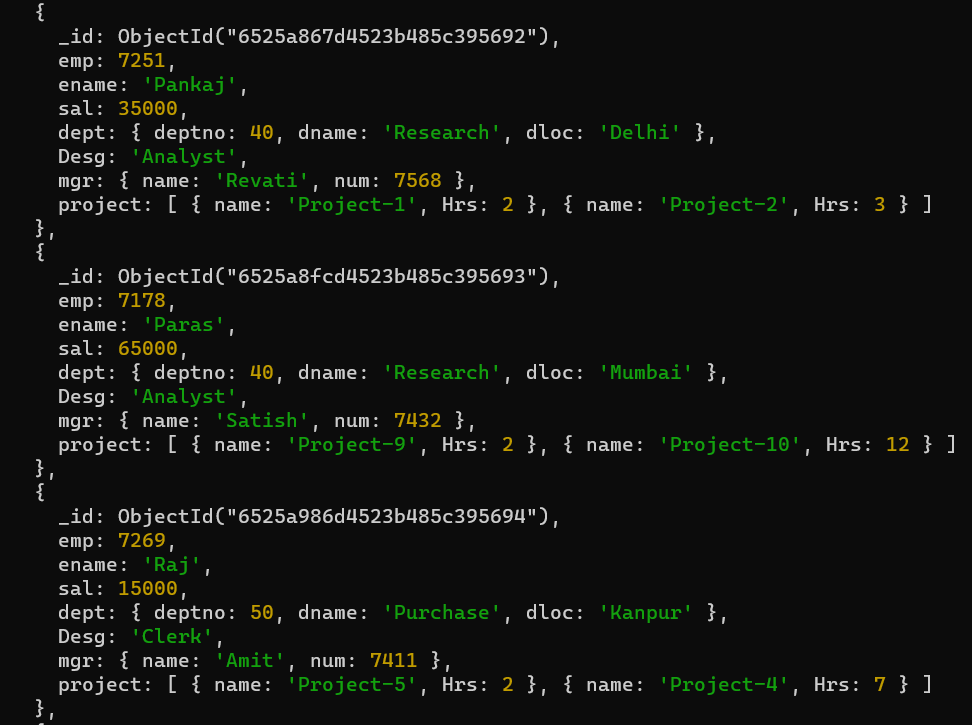 {
_id: ObjectId("6525a867d4523b485c395692"),
emp: 7251,
ename: 'Pankaj',
sal: 35000,
dept: { deptno: 40, dname: 'Research', dloc: 'Delhi' },
Desg: 'Analyst',
mgr: { name: 'Revati', num: 7568 },
project: [ { name: 'Project-1', Hrs: 2 }, { name: 'Project-2', Hrs: 3 } ]
},
{
_id: ObjectId("6525a8fcd4523b485c395693"),
emp: 7178,
ename: 'Paras',
sal: 65000,
dept: { deptno: 40, dname: 'Research', dloc: 'Mumbai' },
Desg: 'Analyst',
mgr: { name: 'Satish', num: 7432 },
project: [ { name: 'Project-9', Hrs: 2 }, { name: 'Project-10', Hrs: 12 } ]
},
{
_id: ObjectId("6525a986d4523b485c395694"),
emp: 7269,
ename: 'Raj',
sal: 15000,
dept: { deptno: 50, dname: 'Purchase', dloc: 'Kanpur' },
Desg: 'Clerk',
mgr: { name: 'Amit', num: 7411 },
project: [ { name: 'Project-5', Hrs: 2 }, { name: 'Project-4', Hrs: 7 } ]
},
{